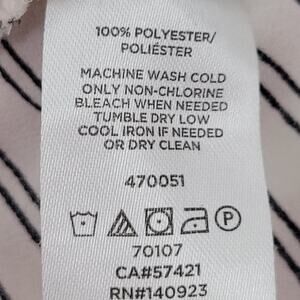 100% POLYESTER/
POLIÉSTER
MACHINE WASH COLD
ONLY NON-CHLORINE
BLEACH WHEN NEEDED
TUMBLE DRY LOW
COOL IRON IF NEEDED
OR DRY CLEAN
470051
P
70107
CA#57421
RN#140923